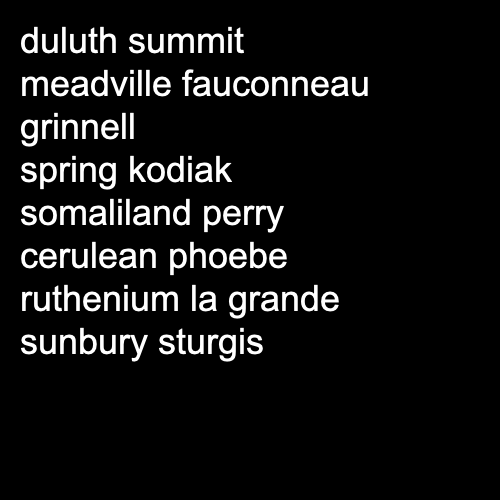 duluth summit
meadville fauconneau
grinnell
spring kodiak
somaliland perry
cerulean phoebe
ruthenium la grande
sunbury sturgis